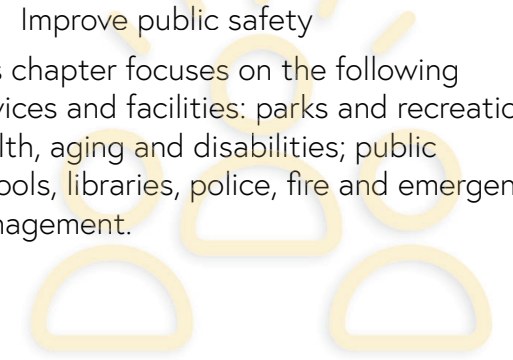 Improve public safety
s chapter focuses on the following
vices and facilities: parks and recreatio
lth, aging and disabilities; public
ools, libraries, police, fire and emergen
nagement.